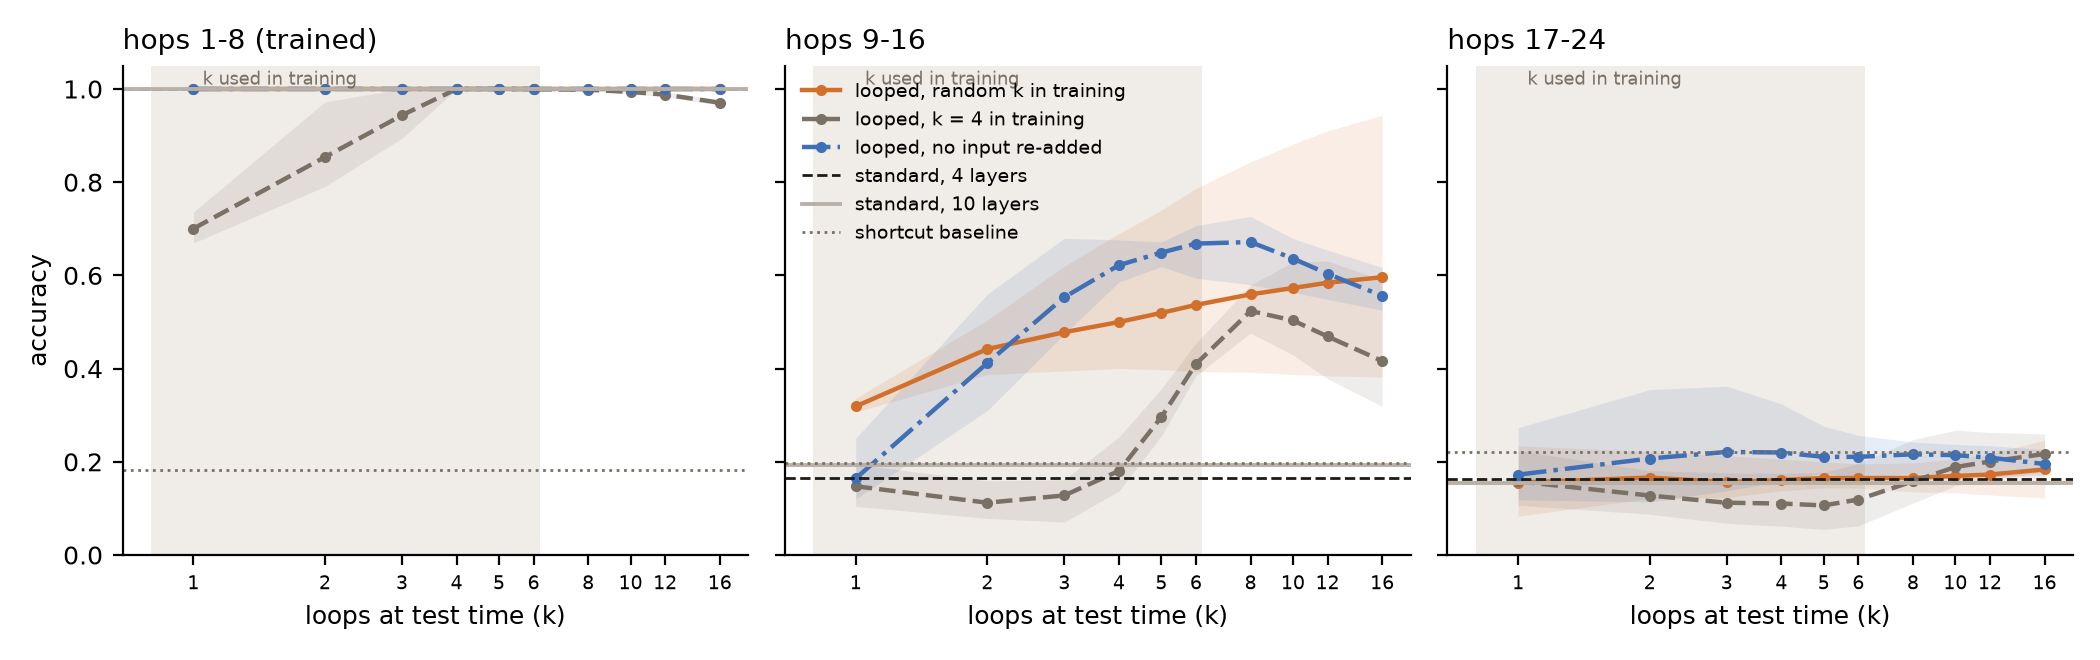 hops 1-8 (trained)
k used in training
1.0
0.8
0.6
0.4
0.2
0.0
accuracy
1 2 3 4 5 6 8 10 12 16
loops at test time (k)
hops 9-16
k used in training
looped, random k in training
looped, k = 4 in training
looped, no input re-added
standard, 4 layers
standard, 10 layers
shortcut baseline
1 2 3 4 5 6 8 10 12 16
loops at test time (k)
hops 17-24
k used in training
1 2 3 4 5 6 8 10 12 16
loops at test time (k)